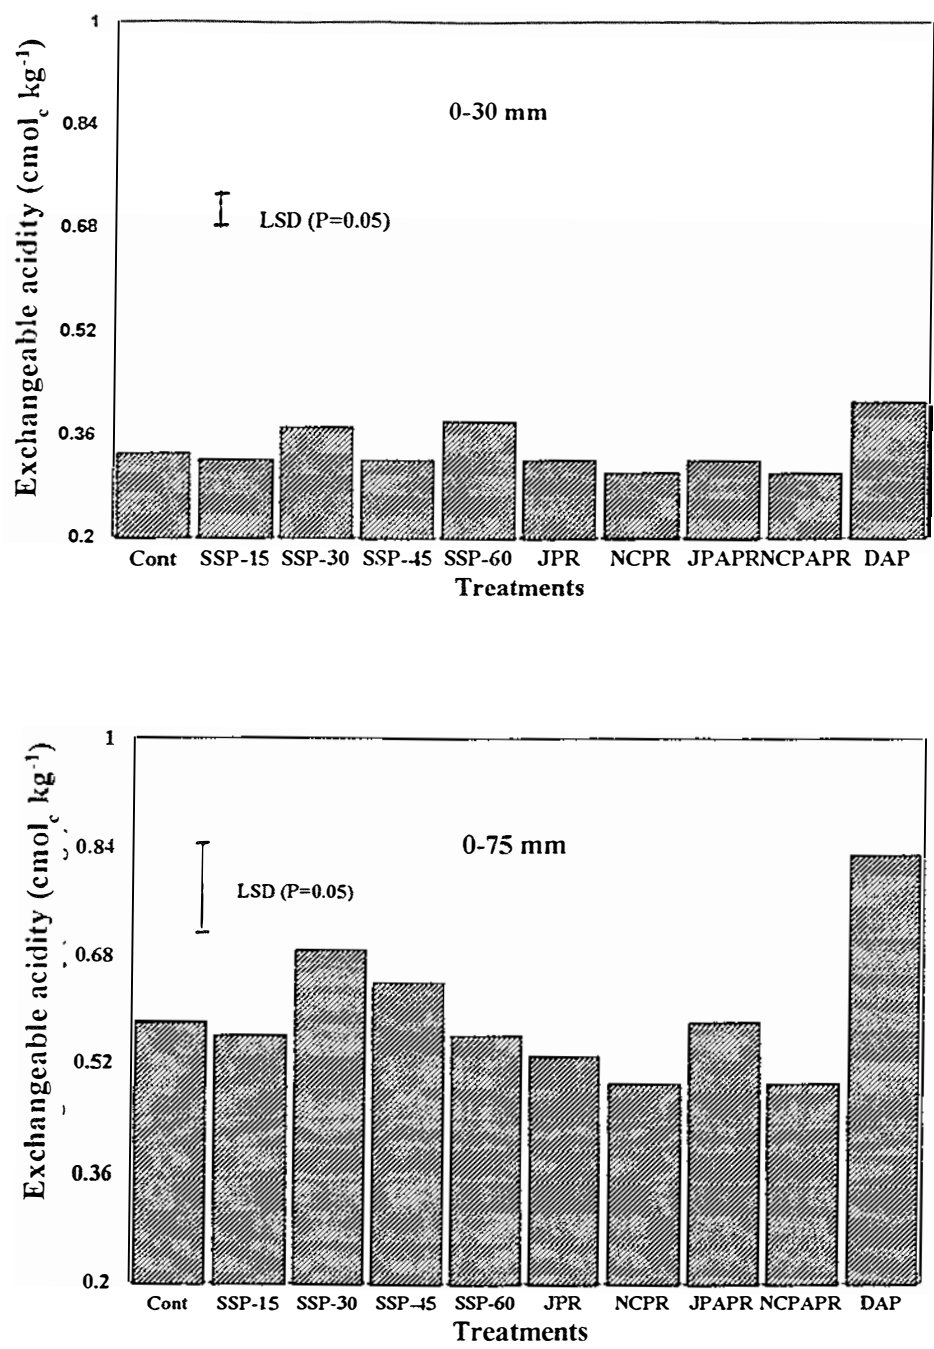 1
0-30 mm
0.84
LSD (P=0.05)
0.68
0.52
0.36
0.2
Exchangeable acidity (cmol_c kg⁻¹)
Cont SSP-15 SSP-30 SSP-45 SSP-60 JPR NCPR JPAPR NCPAPR DAP
Treatments
1
0-75 mm
0.84
LSD (P=0.05)
0.68
0.52
0.36
0.2
Exchangeable acidity (cmol_c kg⁻¹)
Cont SSP-15 SSP-30 SSP-45 SSP-60 JPR NCPR JPAPR NCPAPR DAP
Treatments